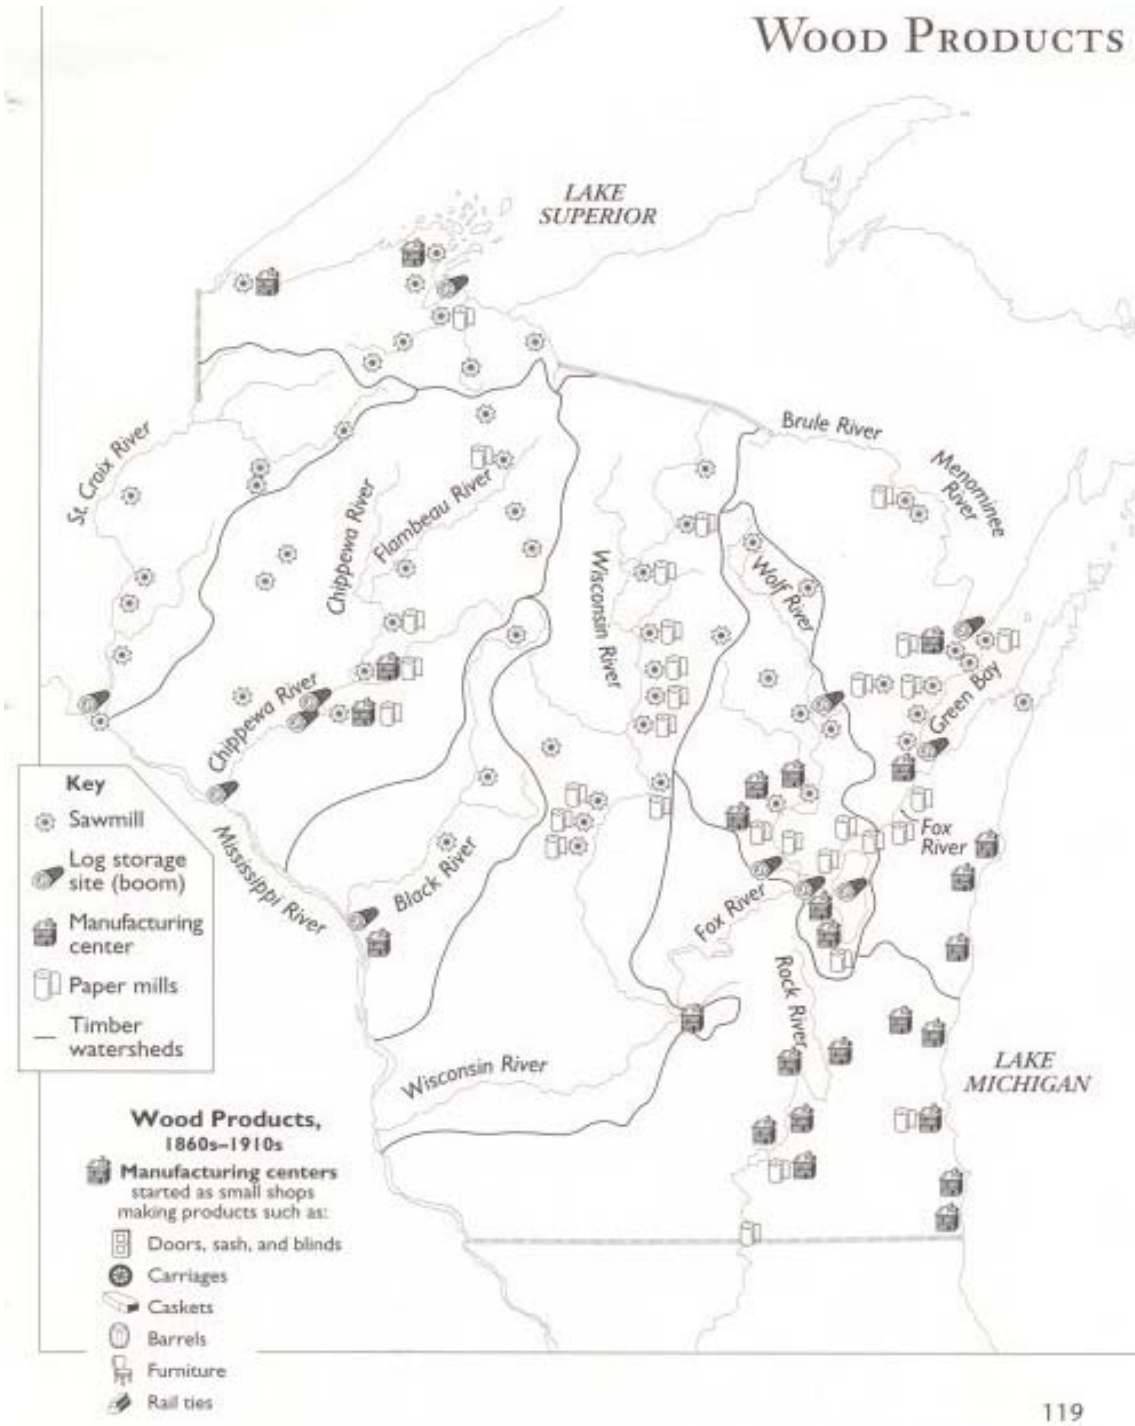 WOOD PRODUCTS
LAKE
SUPERIOR
Brule River
St. Croix River
Menominee
River
Chippewa River
Flambeau River
Wisconsin River
Wolf River
Green Bay
Chippewa River
Key
Sawmill
Log storage
site (boom)
Manufacturing
center
Paper mills
Timber
watersheds
Mississippi River
Black River
Fox
River
Fox River
Rock River
Wisconsin River
LAKE
MICHIGAN
Wood Products,
1860s–1910s
Manufacturing centers
started as small shops
making products such as:
Doors, sash, and blinds
Carriages
Caskets
Barrels
Furniture
Rail ties
119